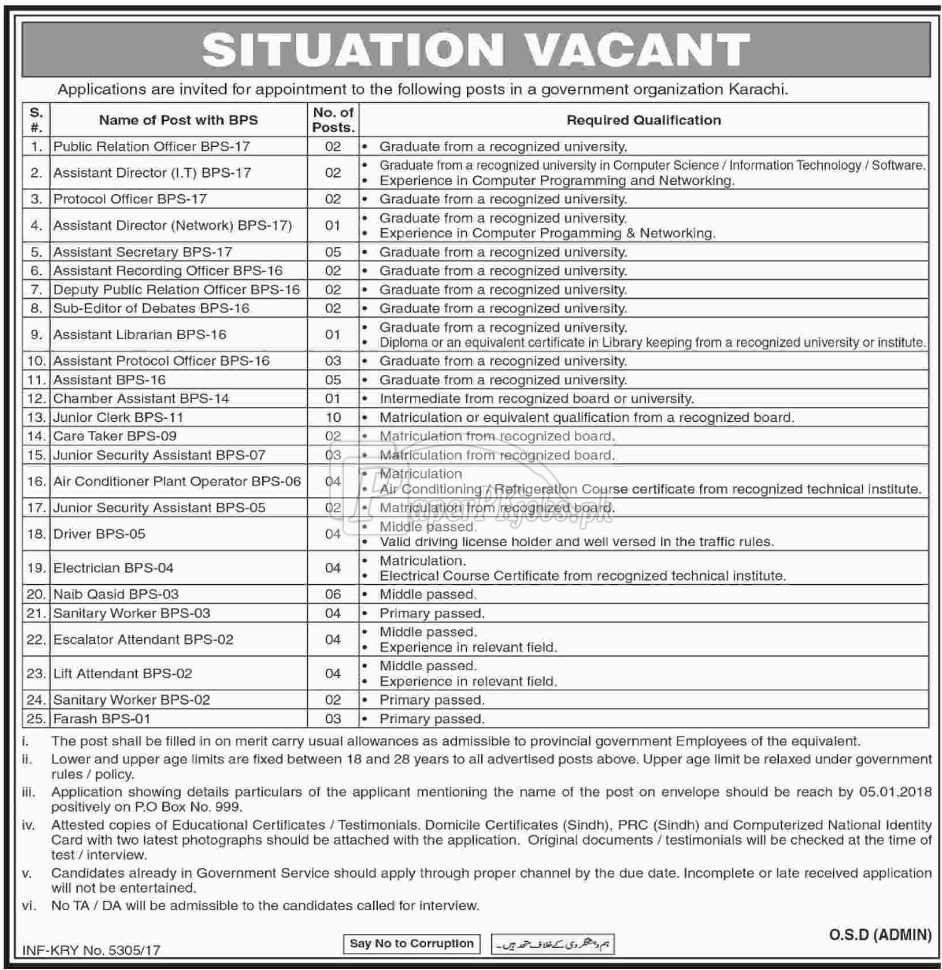 SITUATION VACANT
Applications are invited for appointment to the following posts in a government organization Karachi.
S. #. Name of Post with BPS No. of Posts. Required Qualification
1. Public Relation Officer BPS-17 02 • Graduate from a recognized university.
2. Assistant Director (I.T) BPS-17 02 • Graduate from a recognized university in Computer Science / Information Technology / Software.
• Experience in Computer Programming and Networking.
3. Protocol Officer BPS-17 02 • Graduate from a recognized university.
4. Assistant Director (Network) BPS-17) 01 • Graduate from a recognized university.
• Experience in Computer Progamming & Networking.
5. Assistant Secretary BPS-17 05 • Graduate from a recognized university.
6. Assistant Recording Officer BPS-16 02 • Graduate from a recognized university.
7. Deputy Public Relation Officer BPS-16 02 • Graduate from a recognized university.
8. Sub-Editor of Debates BPS-16 02 • Graduate from a recognized university.
9. Assistant Librarian BPS-16 01 • Graduate from a recognized university.
• Diploma or an equivalent certificate in Library keeping from a recognized university or institute.
10. Assistant Protocol Officer BPS-16 03 • Graduate from a recognized university.
11. Assistant BPS-16 05 • Graduate from a recognized university.
12. Chamber Assistant BPS-14 01 • Intermediate from recognized board or university.
13. Junior Clerk BPS-11 10 • Matriculation or equivalent qualification from a recognized board.
14. Care Taker BPS-09 02 • Matriculation from recognized board.
15. Junior Security Assistant BPS-07 03 • Matriculation from recognized board.
16. Air Conditioner Plant Operator BPS-06 04 • Matriculation
• Air Conditioning / Refrigeration Course certificate from recognized technical institute.
17. Junior Security Assistant BPS-05 02 • Matriculation from recognized board.
PaperPkjobs.pk
18. Driver BPS-05 04 • Middle passed.
• Valid driving license holder and well versed in the traffic rules.
19. Electrician BPS-04 04 • Matriculation.
• Electrical Course Certificate from recognized technical institute.
20. Naib Qasid BPS-03 06 • Middle passed.
21. Sanitary Worker BPS-03 04 • Primary passed.
22. Escalator Attendant BPS-02 04 • Middle passed.
• Experience in relevant field.
23. Lift Attendant BPS-02 04 • Middle passed.
• Experience in relevant field.
24. Sanitary Worker BPS-02 02 • Primary passed.
25. Farash BPS-01 03 • Primary passed.
i. The post shall be filled in on merit carry usual allowances as admissible to provincial government Employees of the equivalent.
ii. Lower and upper age limits are fixed between 18 and 28 years to all advertised posts above. Upper age limit be relaxed under government
rules / policy.
iii. Application showing details particulars of the applicant mentioning the name of the post on envelope should be reach by 05.01.2018
positively on P.O Box No. 999.
iv. Attested copies of Educational Certificates / Testimonials. Domicile Certificates (Sindh), PRC (Sindh) and Computerized National Identity
Card with two latest photographs should be attached with the application. Original documents / testimonials will be checked at the time of
test / interview.
v. Candidates already in Government Service should apply through proper channel by the due date. Incomplete or late received application
will not be entertained.
vi. No TA / DA will be admissible to the candidates called for interview.
O.S.D (ADMIN)
INF-KRY No. 5305/17
Say No to Corruption
ہم دہشتگردی کے خلاف متحد ہیں۔